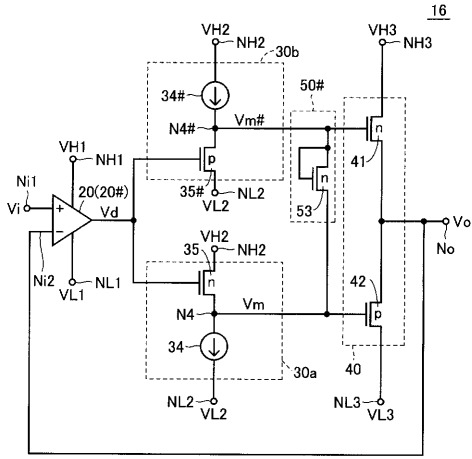 16
VH2
NH2
30b
VH3
NH3
34#
50#
N4#
Vm#
n
41
VH1
NH1
p
35#
n
53
NL2
VL2
Ni1
20(20#)
Vi
+
−
Vd
Vo
No
Ni2
NL1
VL1
VH2
NH2
35
n
42
p
N4
Vm
34
40
30a
NL2
VL2
NL3
VL3